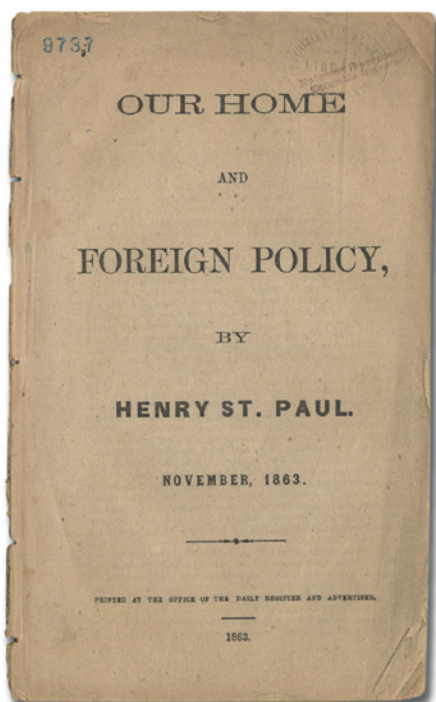 9737
OUR HOME
AND
FOREIGN POLICY,
BY
HENRY ST. PAUL.
NOVEMBER, 1863.
PRINTED AT THE OFFICE OF THE DAILY REGISTER AND ADVERTISER.
1863.